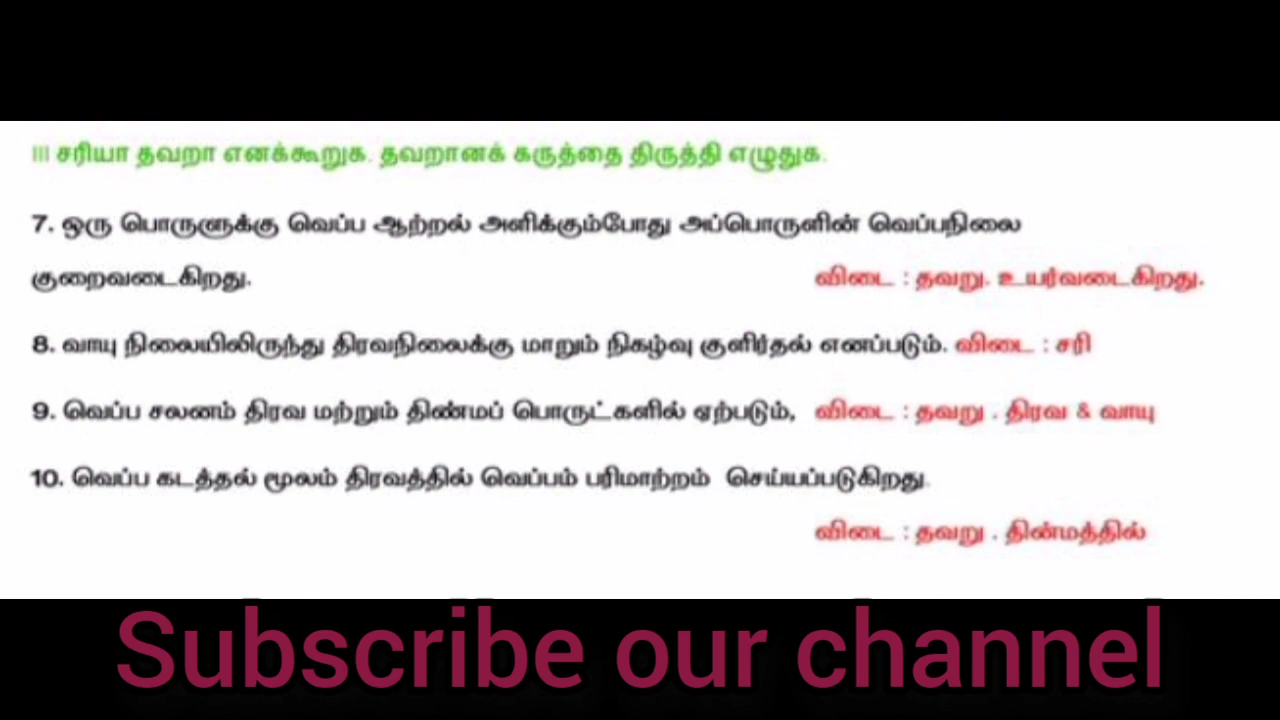 III சரியா தவறா எனக்கூறுக. தவறானக் கருத்தை திருத்தி எழுதுக.
7. ஒரு பொருளுக்கு வெப்ப ஆற்றல் அளிக்கும்போது அப்பொருளின் வெப்பநிலை
குறைவடைகிறது. விடை : தவறு. உயர்வடைகிறது.
8. வாயு நிலையிலிருந்து திரவநிலைக்கு மாறும் நிகழ்வு குளிர்தல் எனப்படும். விடை : சரி
9. வெப்ப சலனம் திரவ மற்றும் திண்மப் பொருட்களில் ஏற்படும், விடை : தவறு . திரவ & வாயு
10. வெப்ப கடத்தல் மூலம் திரவத்தில் வெப்பம் பரிமாற்றம் செய்யப்படுகிறது.
விடை : தவறு . தின்மத்தில்
Subscribe our channel